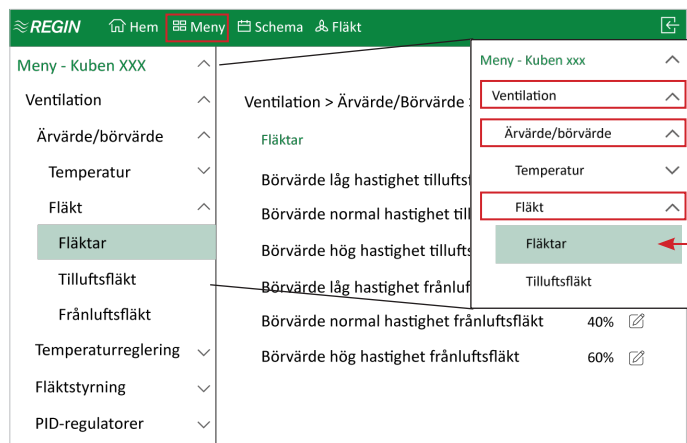 REGIN Hem Meny Schema Fläkt
Meny - Kuben XXX
Ventilation
Ärvärde/börvärde
Temperatur
Fläkt
Fläktar
Tilluftsfläkt
Frånluftsfläkt
Temperaturreglering
Fläktstyrning
PID-regulatorer
Ventilation > Ärvärde/Börvärde
Fläktar
Börvärde låg hastighet tillufts
Börvärde normal hastighet till
Börvärde hög hastighet tillufts
Börvärde låg hastighet frånluf
Börvärde normal hastighet frånluftsfläkt 40%
Börvärde hög hastighet frånluftsfläkt 60%
Meny - Kuben xxx
Ventilation
Ärvärde/börvärde
Temperatur
Fläkt
Fläktar
Tilluftsfläkt